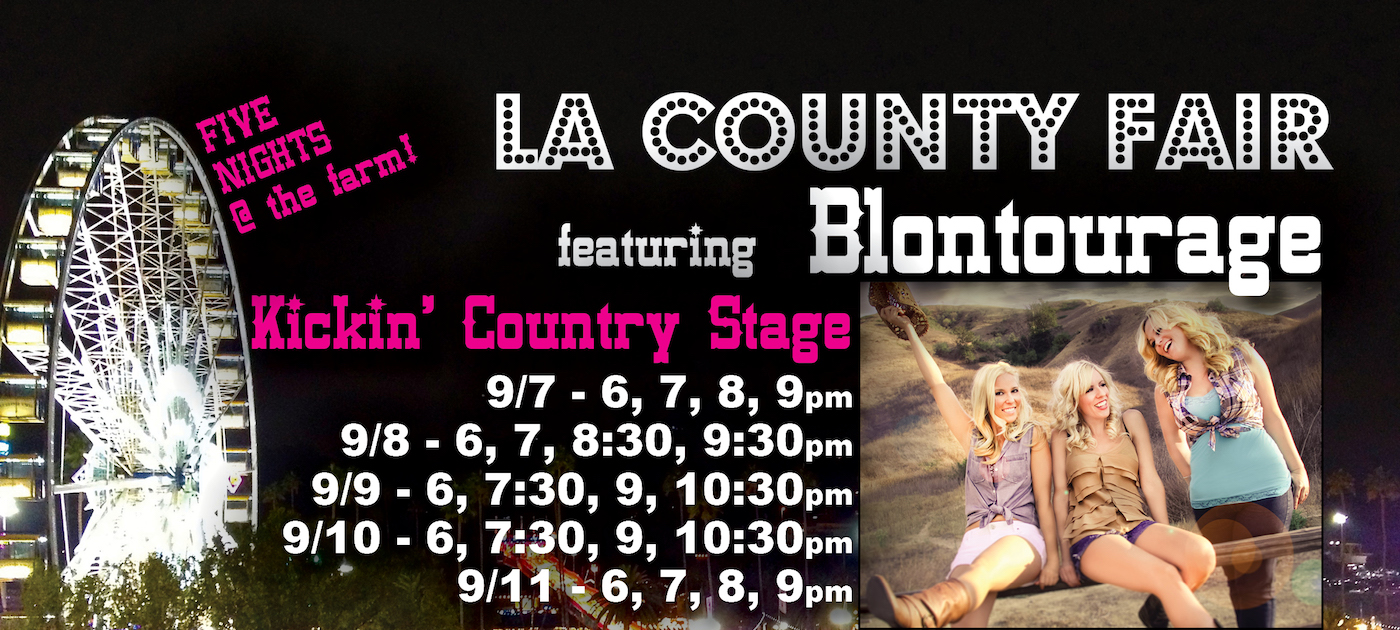 FIVE
NIGHTS
@ the farm!
LA COUNTY FAIR
featuring Blontourage
Kickin' Country Stage
9/7 - 6, 7, 8, 9pm
9/8 - 6, 7, 8:30, 9:30pm
9/9 - 6, 7:30, 9, 10:30pm
9/10 - 6, 7:30, 9, 10:30pm
9/11 - 6, 7, 8, 9pm